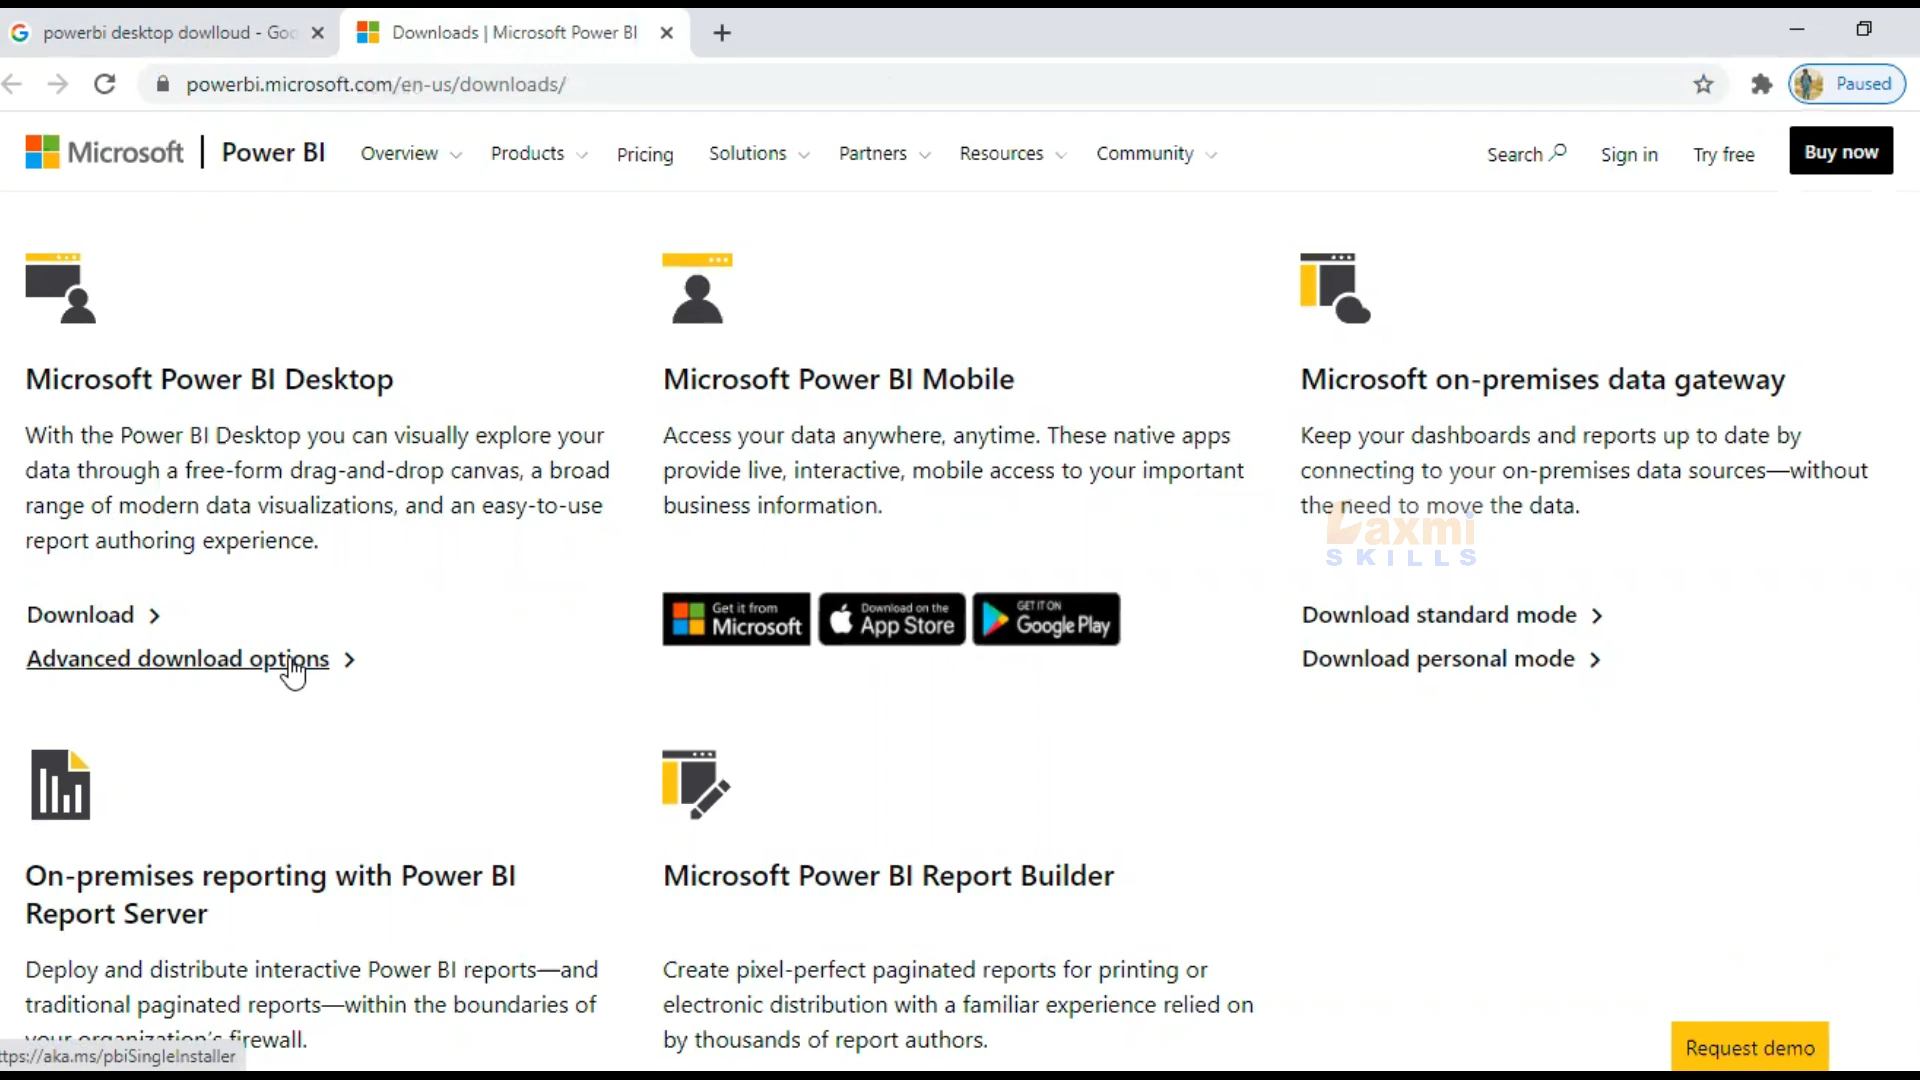 powerbi desktop dowlloud - Goo
Downloads | Microsoft Power BI
powerbi.microsoft.com/en-us/downloads/
Paused
Microsoft | Power BI
Overview
Products
Pricing
Solutions
Partners
Resources
Community
Search
Sign in
Try free
Buy now
Microsoft Power BI Desktop
With the Power BI Desktop you can visually explore your
data through a free-form drag-and-drop canvas, a broad
range of modern data visualizations, and an easy-to-use
report authoring experience.
Download
Advanced download options
Microsoft Power BI Mobile
Access your data anywhere, anytime. These native apps
provide live, interactive, mobile access to your important
business information.
Get it from
Microsoft
Download on the
App Store
GET IT ON
Google Play
Microsoft on-premises data gateway
Keep your dashboards and reports up to date by
connecting to your on-premises data sources—without
the need to move the data.
Laxmi
SKILLS
Download standard mode
Download personal mode
On-premises reporting with Power BI
Report Server
Deploy and distribute interactive Power BI reports—and
traditional paginated reports—within the boundaries of
your organization's firewall.
Microsoft Power BI Report Builder
Create pixel-perfect paginated reports for printing or
electronic distribution with a familiar experience relied on
by thousands of report authors.
ttps://aka.ms/pbiSingleInstaller
Request demo